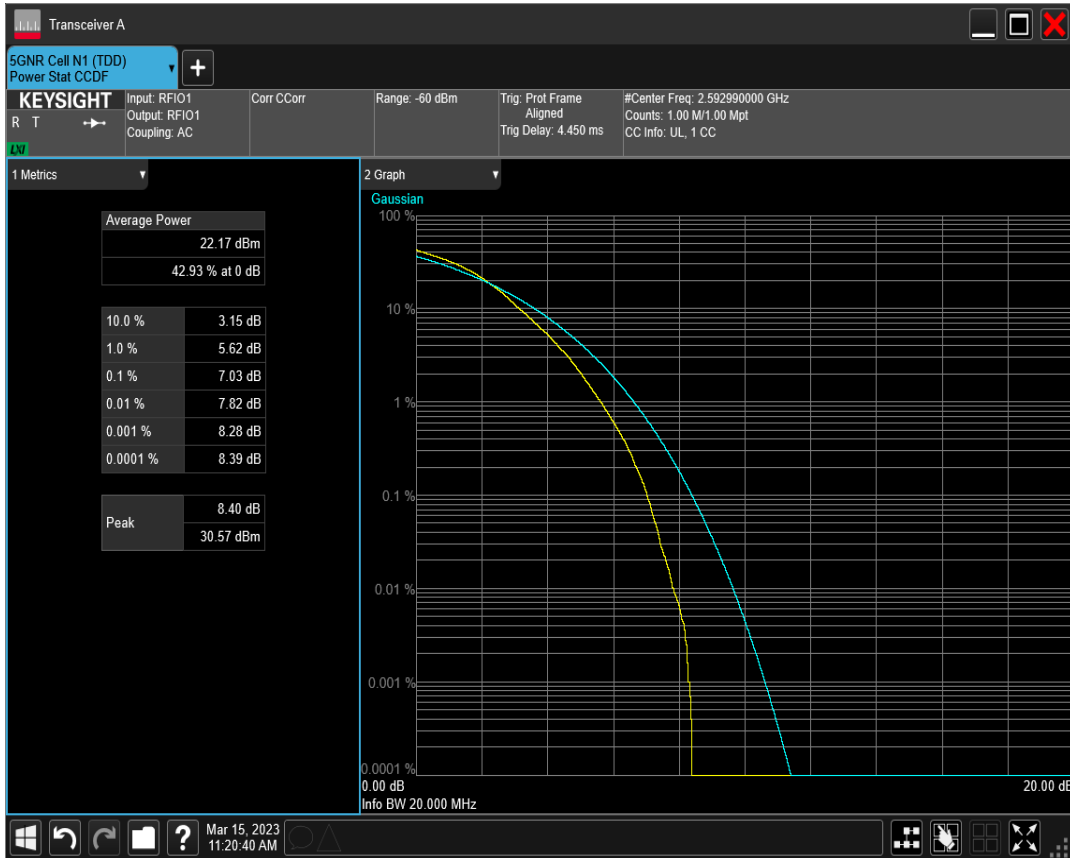 Transceiver A
5GNR Cell N1 (TDD)
Power Stat CCDF
+
KEYSIGHT
R T
LXI
Input: RFIO1
Output: RFIO1
Coupling: AC
Corr CCorr
Range: -60 dBm
Trig: Prot Frame
Aligned
Trig Delay: 4.450 ms
#Center Freq: 2.592990000 GHz
Counts: 1.00 M/1.00 Mpt
CC Info: UL, 1 CC
1 Metrics
Average Power
22.17 dBm
42.93 % at 0 dB
10.0 % 3.15 dB
1.0 % 5.62 dB
0.1 % 7.03 dB
0.01 % 7.82 dB
0.001 % 8.28 dB
0.0001 % 8.39 dB
Peak
8.40 dB
30.57 dBm
2 Graph
Gaussian
100 %
10 %
1 %
0.1 %
0.01 %
0.001 %
0.0001 %
0.00 dB 20.00 dB
Info BW 20.000 MHz
?
Mar 15, 2023
11:20:40 AM